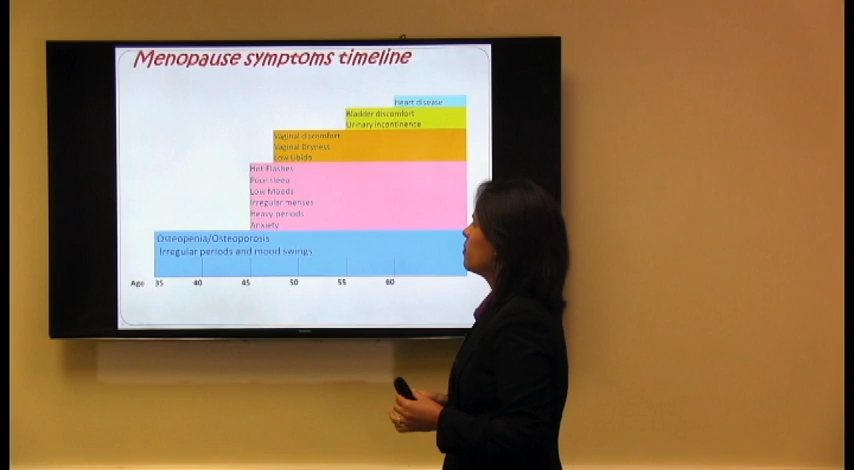 Menopause symptoms timeline
Heart disease
Bladder discomfort
Urinary incontinence
Vaginal discomfort
Vaginal Dryness
Low Libido
Hot Flashes
Poor sleep
Low Moods
Irregular menses
Heavy periods
Anxiety
Osteopenia/Osteoporosis
Irregular periods and mood swings
Age 35 40 45 50 55 60